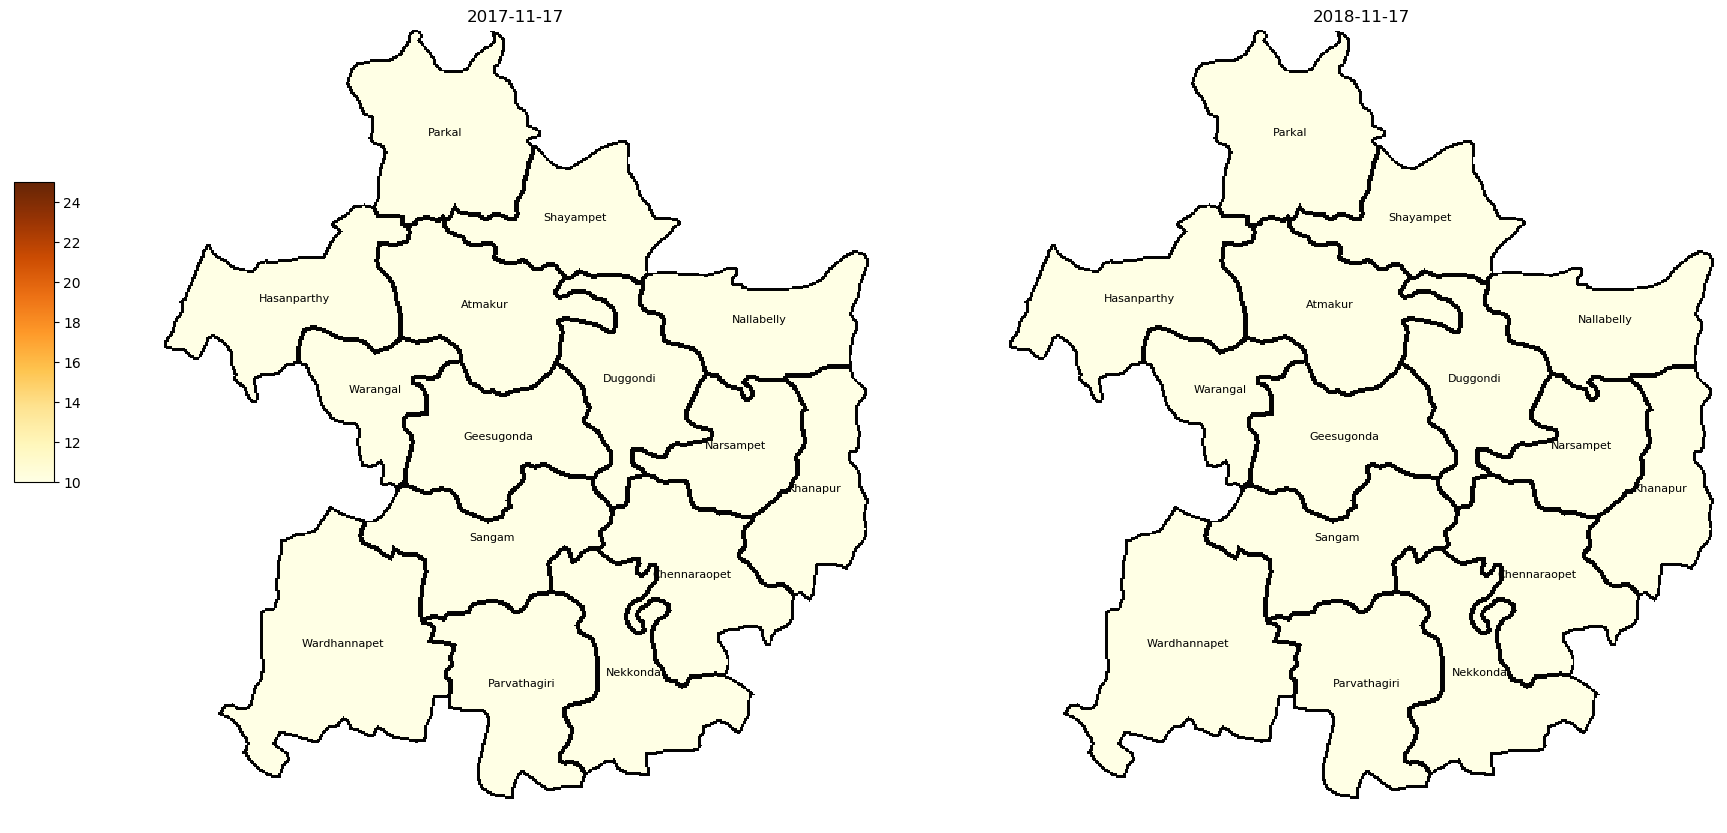 2017-11-17
Parkal
Shayampet
Hasanparthy
Atmakur
Nallabelly
Warangal
Duggondi
Geesugonda
Narsampet
Khanapur
Sangam
Chennaraopet
Wardhannapet
Nekkonda
Parvathagiri
24
22
20
18
16
14
12
10
2018-11-17
Parkal
Shayampet
Hasanparthy
Atmakur
Nallabelly
Warangal
Duggondi
Geesugonda
Narsampet
Khanapur
Sangam
Chennaraopet
Wardhannapet
Nekkonda
Parvathagiri